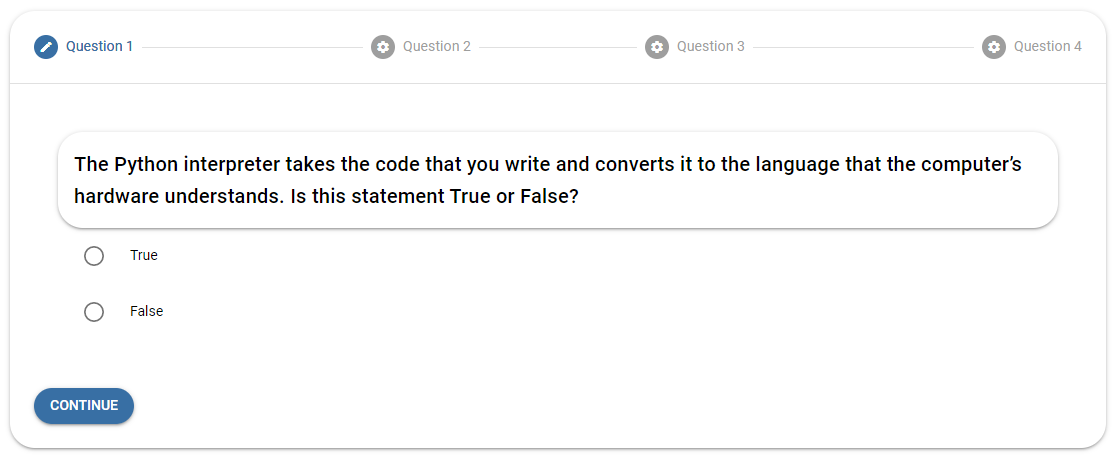 Question 1
Question 2
Question 3
Question 4
The Python interpreter takes the code that you write and converts it to the language that the computer’s
hardware understands. Is this statement True or False?
True
False
CONTINUE